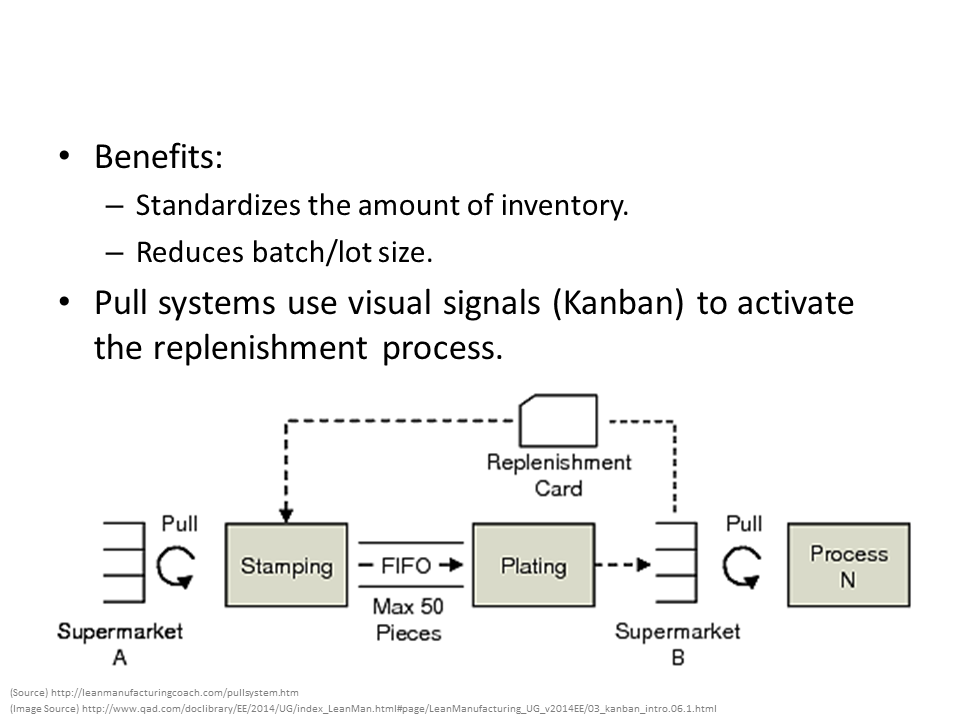 • Benefits:
– Standardizes the amount of inventory.
– Reduces batch/lot size.
• Pull systems use visual signals (Kanban) to activate
the replenishment process.
Replenishment
Card
Pull
Stamping
FIFO
Max 50
Pieces
Plating
Pull
Process
N
Supermarket
A
Supermarket
B
(Source) http://leanmanufacturingcoach.com/pullsystem.htm
(Image Source) http://www.qad.com/doclibrary/EE/2014/UG/index_LeanMan.html#page/LeanManufacturing_UG_v2014EE/03_kanban_intro.06.1.html